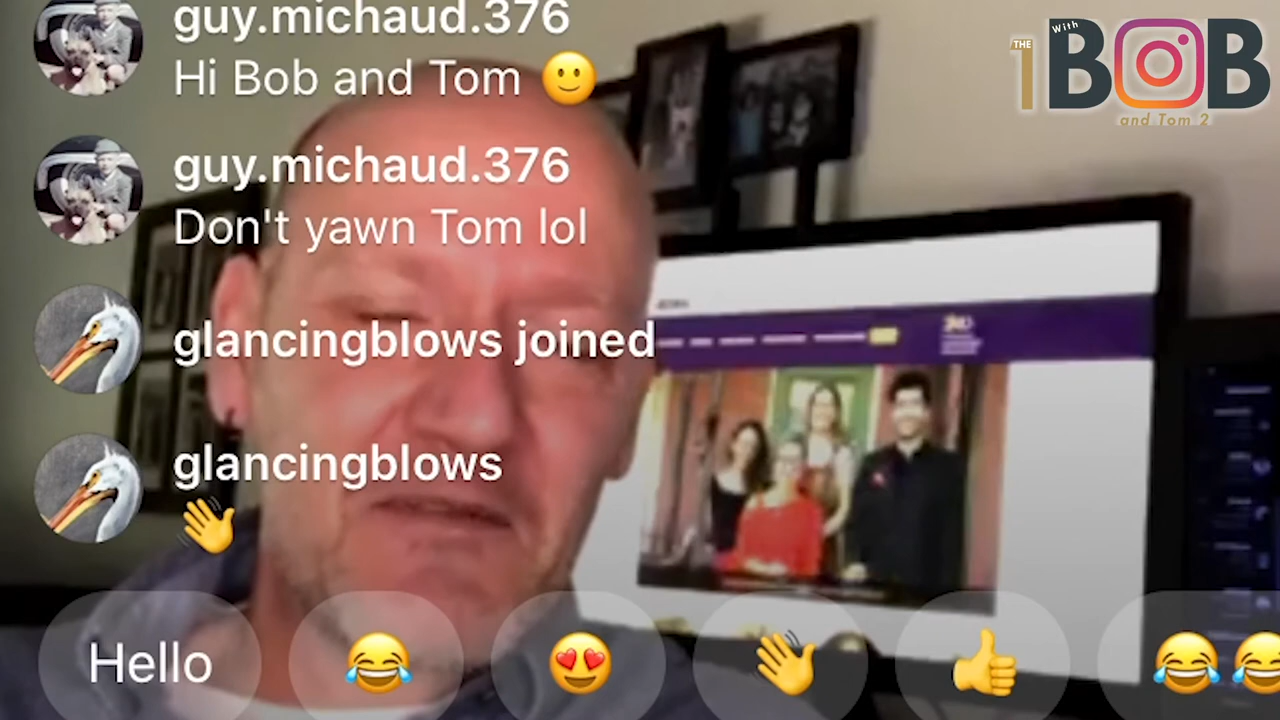 guy.michaud.376
Hi Bob and Tom 🙂
guy.michaud.376
Don't yawn Tom lol
glancingblows joined
glancingblows
👋
Hello
😂
😍
👋
👍
😂😂
THE 1 With BOB
and Tom 2